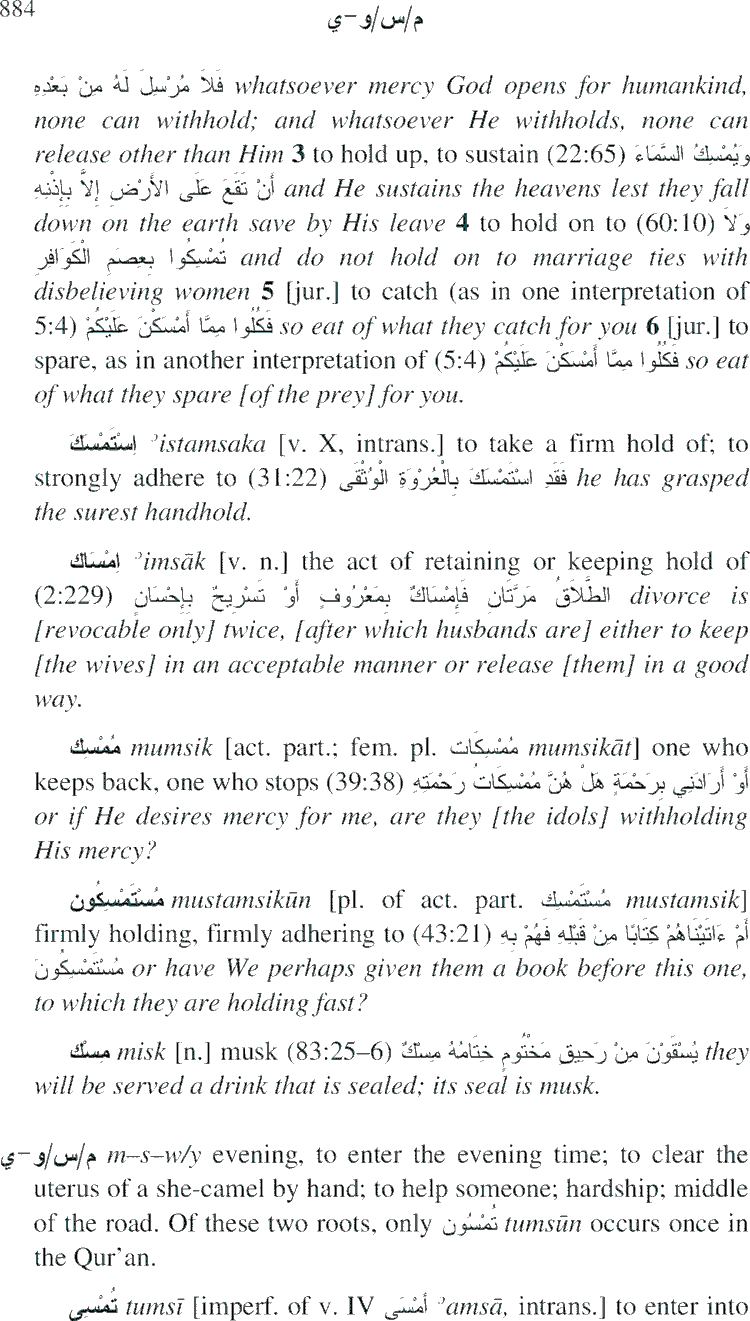 884
م/س/و-ي
فَلاَ مُرْسِلَ لَهُ مِنْ بَعْدِهِ whatsoever mercy God opens for humankind,
none can withhold; and whatsoever He withholds, none can
release other than Him 3 to hold up, to sustain (22:65) وَيُمْسِكُ السَّمَاءَ
أَنْ تَقَعَ عَلَى الأَرْضِ إِلاَّ بِإِذْنِهِ and He sustains the heavens lest they fall
down on the earth save by His leave 4 to hold on to (60:10) وَلاَ
تُمْسِكُوا بِعِصَمِ الْكَوَافِرِ and do not hold on to marriage ties with
disbelieving women 5 [jur.] to catch (as in one interpretation of
5:4) فَكُلُوا مِمَّا أَمْسَكْنَ عَلَيْكُمْ so eat of what they catch for you 6 [jur.] to
spare, as in another interpretation of (5:4) فَكُلُوا مِمَّا أَمْسَكْنَ عَلَيْكُمْ so eat
of what they spare [of the prey] for you.
اِسْتَمْسَكَ ʾistamsaka [v. X, intrans.] to take a firm hold of; to
strongly adhere to (31:22) فَقَدِ اسْتَمْسَكَ بِالْعُرْوَةِ الْوُثْقَى he has grasped
the surest handhold.
إِمْسَاك ʾimsāk [v. n.] the act of retaining or keeping hold of
(2:229) الطَّلَاقُ مَرَّتَانِ فَإِمْسَاكٌ بِمَعْرُوفٍ أَوْ تَسْرِيحٌ بِإِحْسَانٍ divorce is
[revocable only] twice, [after which husbands are] either to keep
[the wives] in an acceptable manner or release [them] in a good
way.
مُمْسِك mumsik [act. part.; fem. pl. مُمْسِكَات mumsikāt] one who
keeps back, one who stops (39:38) أَوْ أَرَادَنِي بِرَحْمَةٍ هَلْ هُنَّ مُمْسِكَاتُ رَحْمَتِهِ
or if He desires mercy for me, are they [the idols] withholding
His mercy?
مُسْتَمْسِكُون mustamsikūn [pl. of act. part. مُسْتَمْسِك mustamsik]
firmly holding, firmly adhering to (43:21) أَمْ ءَاتَيْنَاهُمْ كِتَابًا مِنْ قَبْلِهِ فَهُمْ بِهِ
مُسْتَمْسِكُونَ or have We perhaps given them a book before this one,
to which they are holding fast?
مِسْك misk [n.] musk (83:25–6) يُسْقَوْنَ مِنْ رَحِيقٍ مَخْتُومٍ خِتَامُهُ مِسْكٌ they
will be served a drink that is sealed; its seal is musk.
م/س/و-ي m–s–w/y evening, to enter the evening time; to clear the
uterus of a she-camel by hand; to help someone; hardship; middle
of the road. Of these two roots, only تُمْسُون tumsūn occurs once in
the Qur'an.
تُمْسِي tumsī [imperf. of v. IV أَمْسَى ʾamsā, intrans.] to enter into